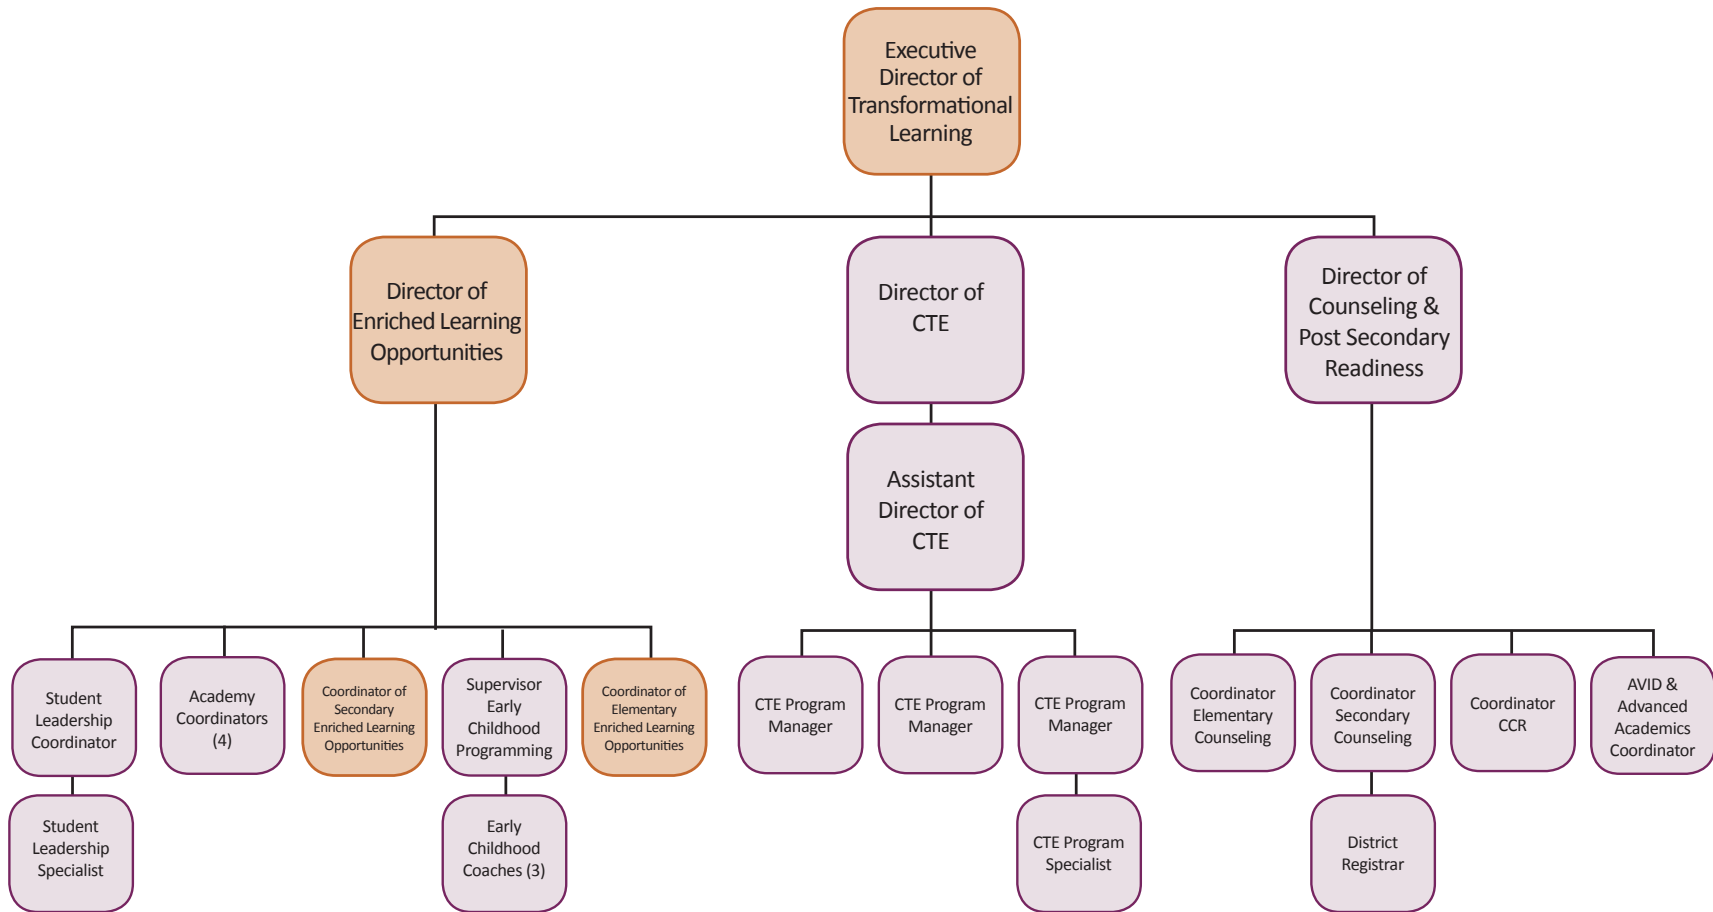 Executive
Director of
Transformational
Learning
Director of
Enriched Learning
Opportunities
Director of
CTE
Director of
Counseling &
Post Secondary
Readiness
Assistant
Director of
CTE
Student
Leadership
Coordinator
Academy
Coordinators
(4)
Coordinator of
Secondary
Enriched Learning
Opportunities
Supervisor
Early
Childhood
Programming
Coordinator of
Elementary
Enriched Learning
Opportunities
CTE Program
Manager
CTE Program
Manager
CTE Program
Manager
Coordinator
Elementary
Counseling
Coordinator
Secondary
Counseling
Coordinator
CCR
AVID &
Advanced
Academics
Coordinator
Student
Leadership
Specialist
Early
Childhood
Coaches (3)
CTE Program
Specialist
District
Registrar